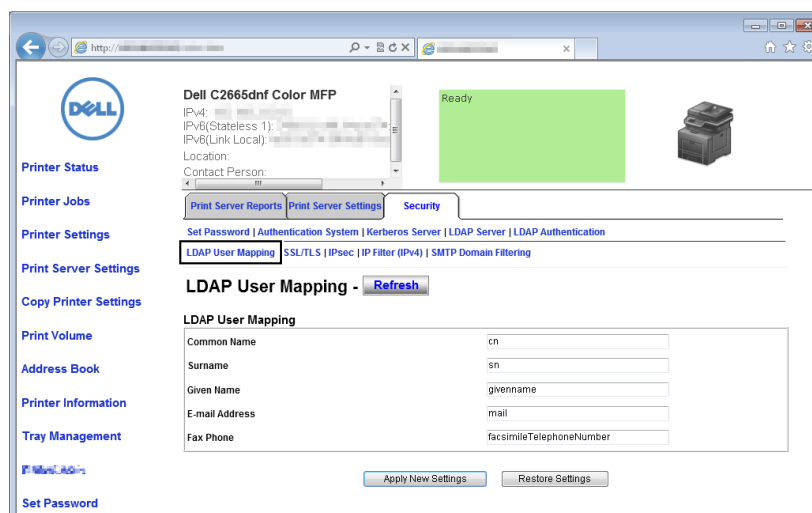 http://
DELL
Dell C2665dnf Color MFP
IPv4:
IPv6(Stateless 1):
IPv6(Link Local):
Location:
Contact Person:
Ready
Printer Status
Printer Jobs
Printer Settings
Print Server Settings
Copy Printer Settings
Print Volume
Address Book
Printer Information
Tray Management
Set Password
Print Server Reports Print Server Settings Security
Set Password | Authentication System | Kerberos Server | LDAP Server | LDAP Authentication
LDAP User Mapping SSL/TLS | IPsec | IP Filter (IPv4) | SMTP Domain Filtering
LDAP User Mapping - Refresh
LDAP User Mapping
Common Name cn
Surname sn
Given Name givenname
E-mail Address mail
Fax Phone facsimileTelephoneNumber
Apply New Settings Restore Settings